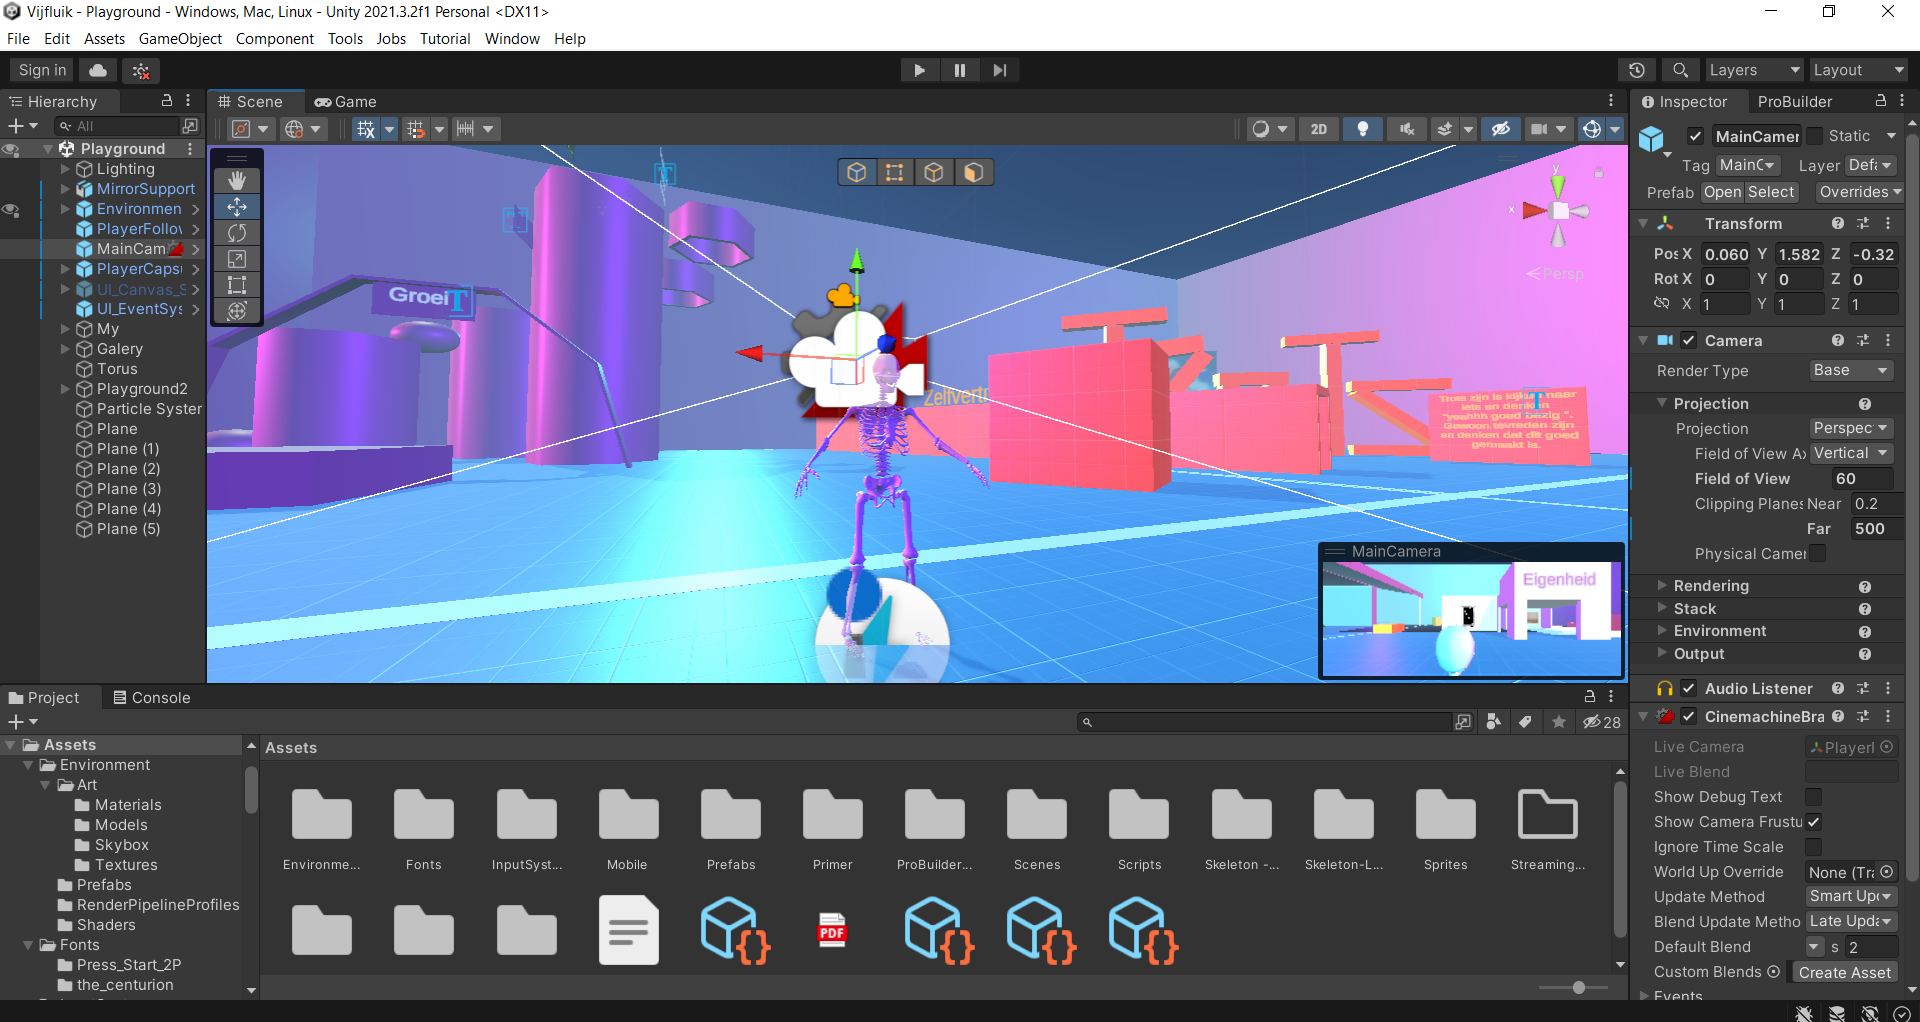 Vijfluik - Playground - Windows, Mac, Linux - Unity 2021.3.2f1 Personal <DX11>
File Edit Assets GameObject Component Tools Jobs Tutorial Window Help
Sign in
Layers
Layout
Hierarchy
All
Playground
Lighting
MirrorSupport
Environmen
PlayerFollov
MainCam
PlayerCaps
UI_Canvas_S
UI_EventSys
My
Galery
Torus
Playground2
Particle Syster
Plane
Plane (1)
Plane (2)
Plane (3)
Plane (4)
Plane (5)
Scene
Game
2D
Groei
Zelfvertr
Trots zijn is kijken naar
iets en denken
"yeahhh goed bezig ".
Gewoon tevreden zijn
en denken dat dit goed
gemaakt is.
y
x
Persp
MainCamera
Eigenheid
Inspector
ProBuilder
MainCamer
Static
Tag MainC Layer Defa
Prefab Open Select Overrides
Transform
Pos X 0.060 Y 1.582 Z -0.32
Rot X 0 Y 0 Z 0
X 1 Y 1 Z 1
Camera
Render Type Base
Projection
Projection Perspec
Field of View Ax Vertical
Field of View 60
Clipping Planes Near 0.2
Far 500
Physical Camer
Rendering
Stack
Environment
Output
Audio Listener
CinemachineBra
Live Camera Playerl
Live Blend
Show Debug Text
Show Camera Frustu
Ignore Time Scale
World Up Override None (Tra
Update Method Smart Upd
Blend Update Metho Late Upda
Default Blend s 2
Custom Blends Create Asset
Events
Project
Console
28
Assets
Environment
Art
Materials
Models
Skybox
Textures
Prefabs
RenderPipelineProfiles
Shaders
Fonts
Press_Start_2P
the_centurion
Assets
Environme... Fonts InputSyst... Mobile Prefabs Primer ProBuilder... Scenes Scripts Skeleton -... Skeleton-L... Sprites Streaming...
PDF